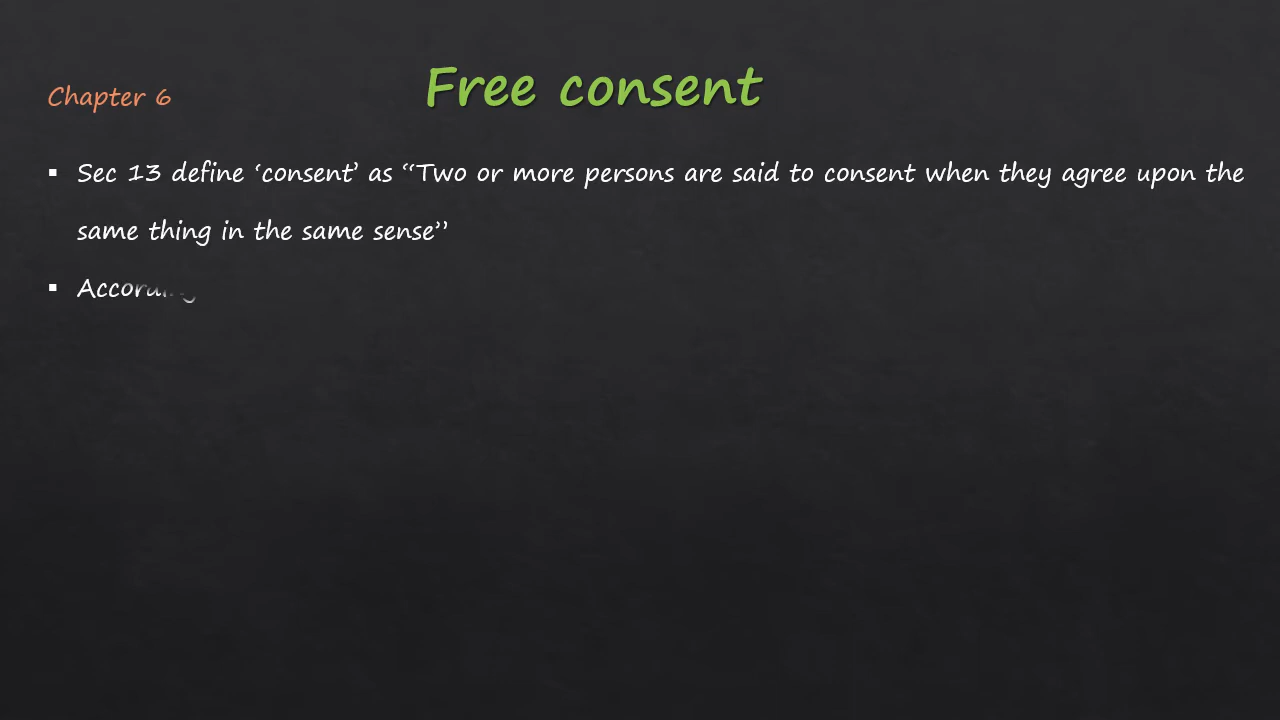 Chapter 6
Free consent
▪ Sec 13 define ‘consent’ as “Two or more persons are said to consent when they agree upon the
same thing in the same sense”
▪ According